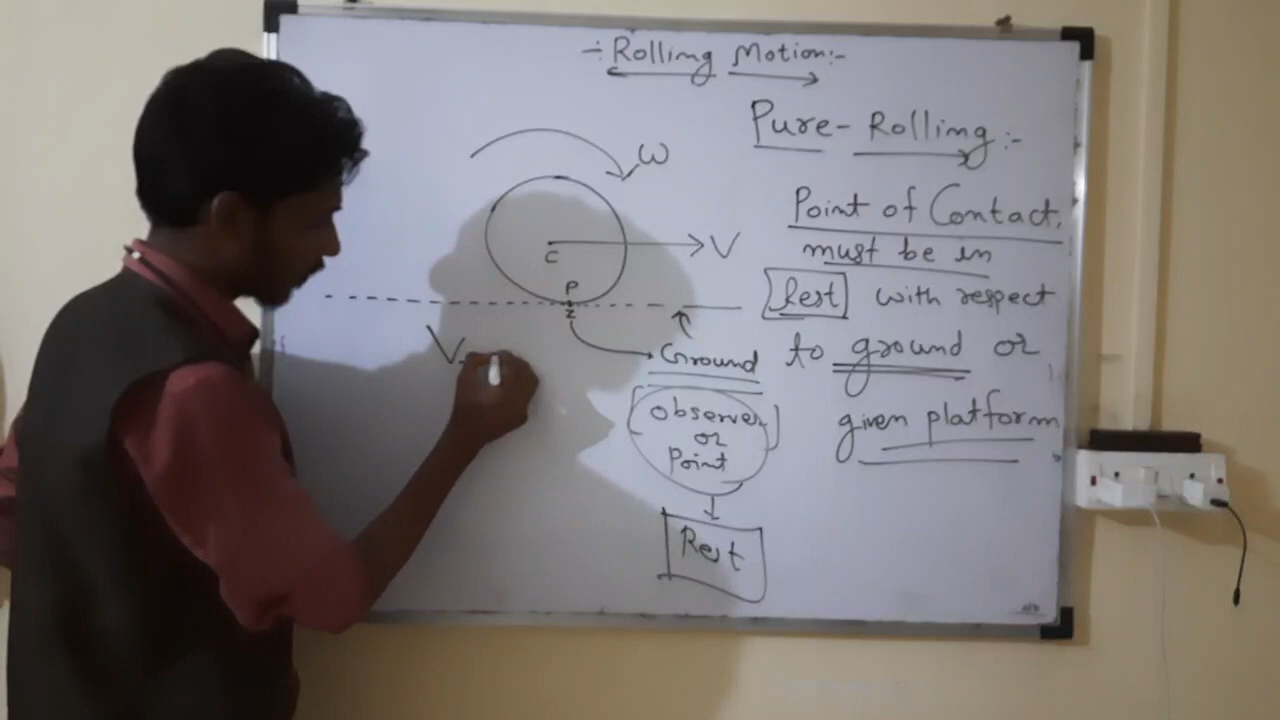 ÷ Rolling Motion:-
Pure- Rolling:-
ω
Point of Contact,
V
must be in
C
P
Rest with respect
Z
V
Ground
to ground or
Observer
or
Point
given platform
Rest